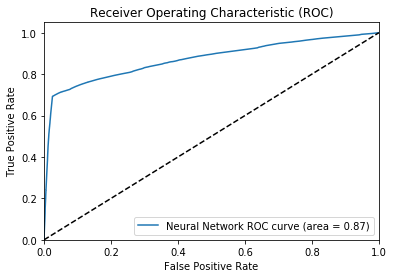 Receiver Operating Characteristic (ROC)
True Positive Rate
1.0
0.8
0.6
0.4
0.2
0.0
Neural Network ROC curve (area = 0.87)
0.0 0.2 0.4 0.6 0.8 1.0
False Positive Rate